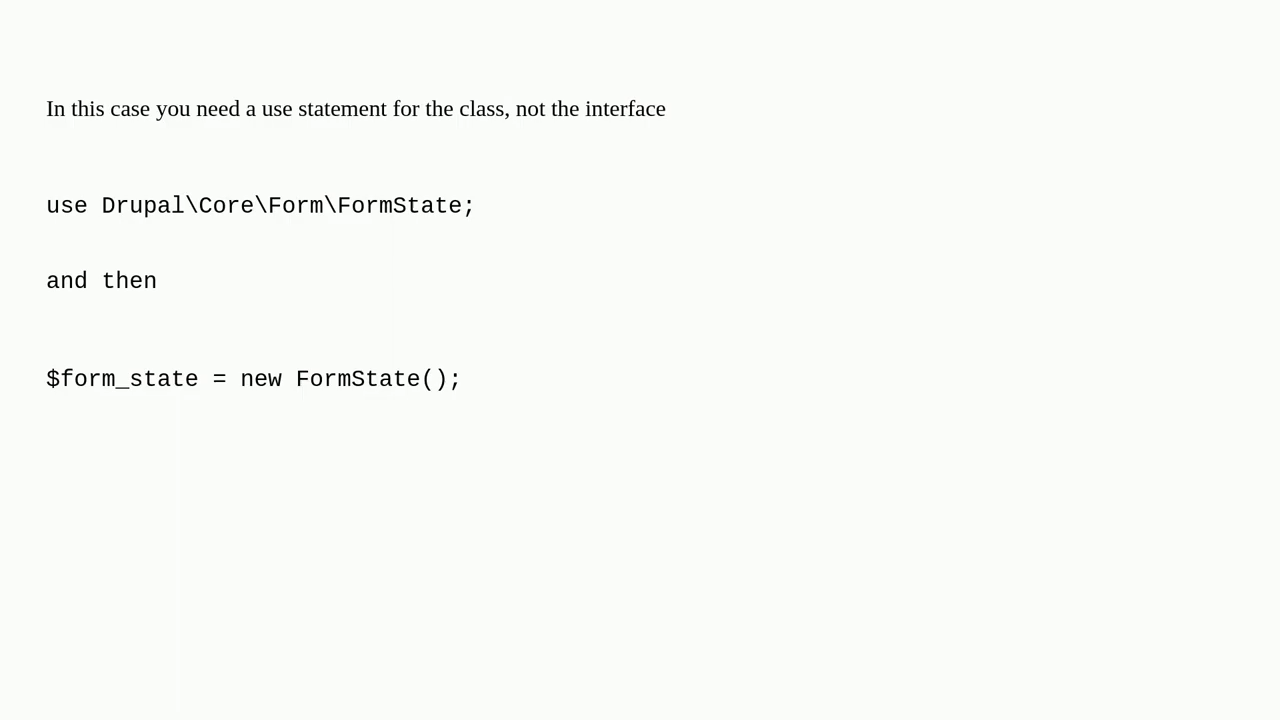 In this case you need a use statement for the class, not the interface
use Drupal\Core\Form\FormState;
and then
$form_state = new FormState();